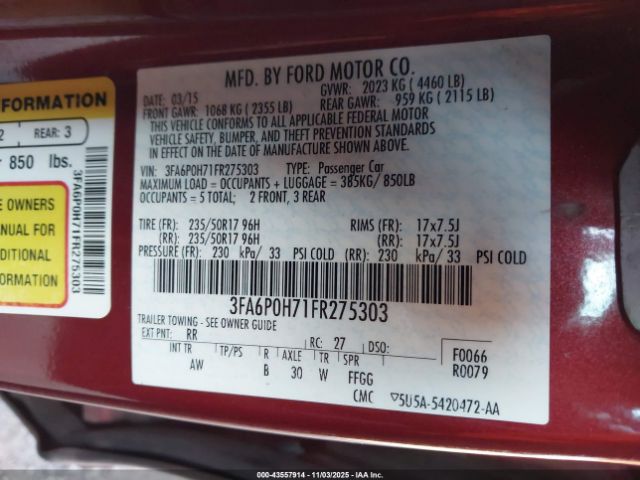 FORMATION
2 REAR: 3
r 850 lbs.
E OWNERS
MANUAL
OR
DITIONAL
ORMATION
3FA6P0H71FR275303
MFD. BY FORD MOTOR CO.
DATE: 03/15 GVWR: 2023 KG ( 4460 LB)
FRONT GAWR: 1068 KG ( 2355 LB) REAR GAWR: 959 KG ( 2115 LB)
THIS VEHICLE CONFORMS TO ALL APPLICABLE FEDERAL MOTOR
VEHICLE SAFETY, BUMPER, AND THEFT PREVENTION STANDARDS
IN EFFECT ON THE DATE OF MANUFACTURE SHOWN ABOVE.
VIN: 3FA6P0H71FR275303 TYPE: Passenger Car
MAXIMUM LOAD = OCCUPANTS + LUGGAGE = 385KG/ 850LB
OCCUPANTS = 5 TOTAL; 2 FRONT, 3 REAR
TIRE (FR): 235/50R17 96H RIMS (FR): 17x7.5J
(RR): 235/50R17 96H (RR): 17x7.5J
PRESSURE (FR): 230 kPa/ 33 PSI COLD (RR): 230 kPa/ 33 PSI COLD
3FA6P0H71FR275303
TRAILER TOWING - SEE OWNER GUIDE
EXT PNT: RR RC: 27 DSO: F0066
R0079
INT TR TP/PS R AXLE TR SPR
AW B 30 W FFGG
CMC 5U5A-5420472-AA
000-43557914 - 11/03/2025 - IAA Inc.